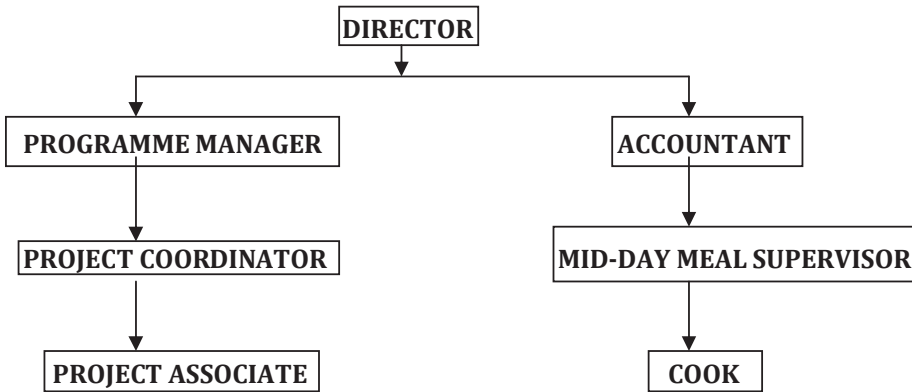 DIRECTOR
PROGRAMME MANAGER
ACCOUNTANT
PROJECT COORDINATOR
MID-DAY MEAL SUPERVISOR
PROJECT ASSOCIATE
COOK